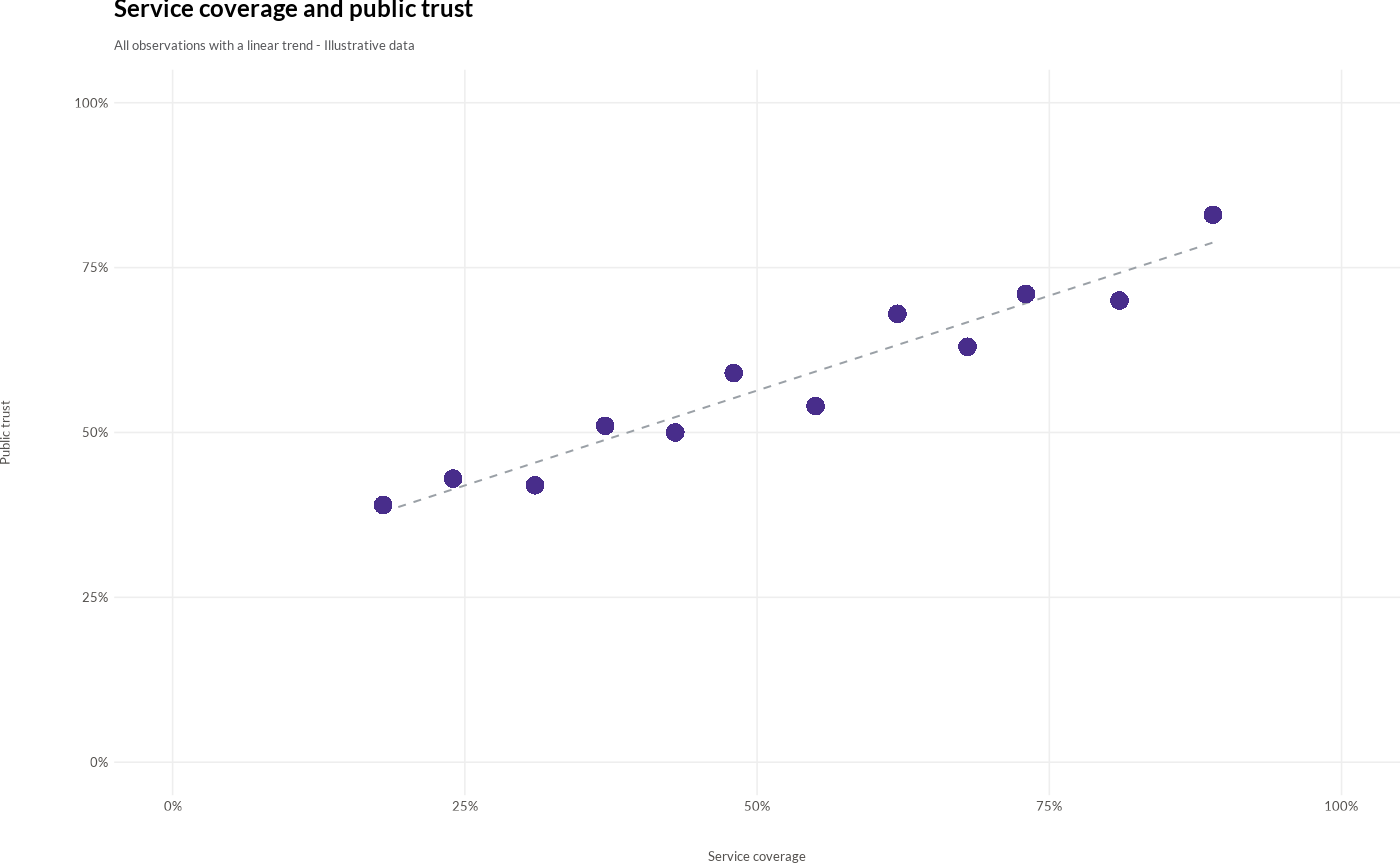 Service coverage and public trust
All observations with a linear trend - Illustrative data
100%
75%
50%
25%
0%
Public trust
0%
25%
50%
75%
100%
Service coverage